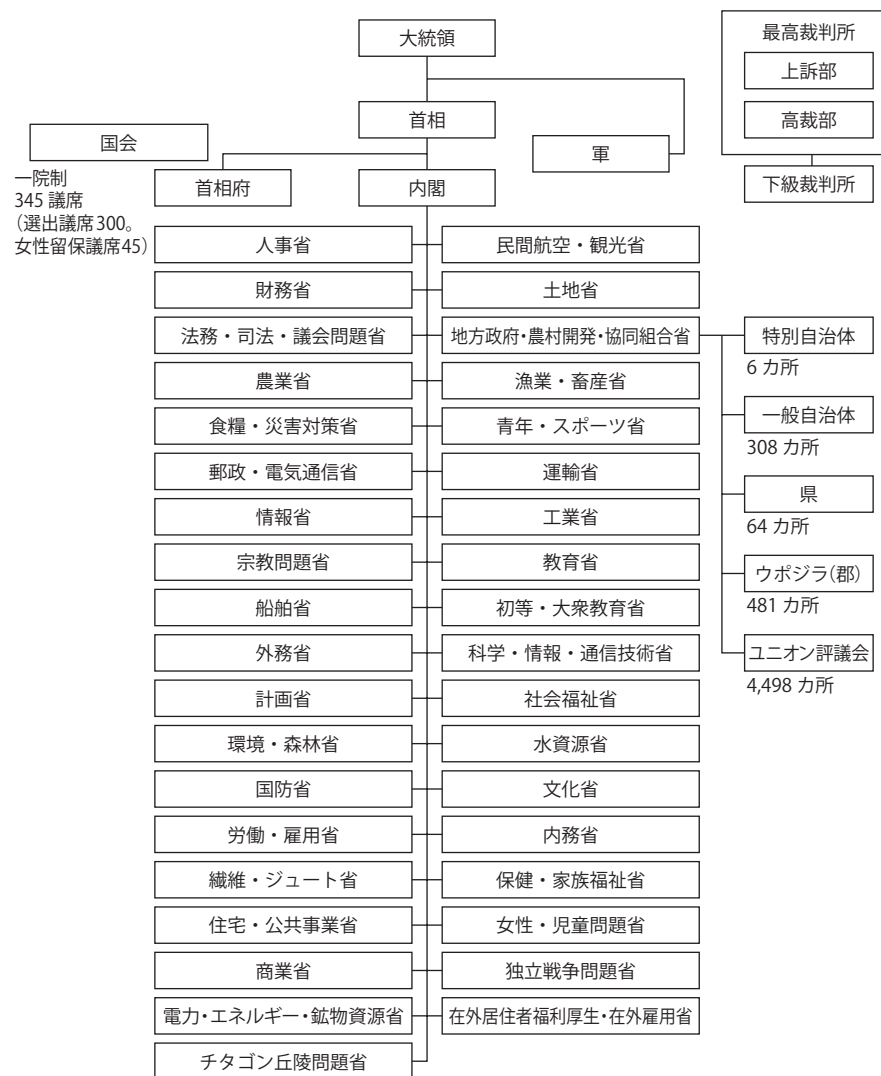 大統領
最高裁判所
上訴部
高裁部
下級裁判所
首相
軍
国会
一院制
345 議席
(選出議席300。
女性留保議席45)
首相府
内閣
人事省
民間航空・観光省
財務省
土地省
法務・司法・議会問題省
地方政府・農村開発・協同組合省
特別自治体
6 カ所
農業省
漁業・畜産省
食糧・災害対策省
青年・スポーツ省
一般自治体
308 カ所
郵政・電気通信省
運輸省
情報省
工業省
県
64 カ所
宗教問題省
教育省
ウポジラ(郡)
481 カ所
船舶省
初等・大衆教育省
外務省
科学・情報・通信技術省
ユニオン評議会
4,498 カ所
計画省
社会福祉省
環境・森林省
水資源省
国防省
文化省
労働・雇用省
内務省
繊維・ジュート省
保健・家族福祉省
住宅・公共事業省
女性・児童問題省
商業省
独立戦争問題省
電力・エネルギー・鉱物資源省
在外居住者福利厚生・在外雇用省
チタゴン丘陵問題省